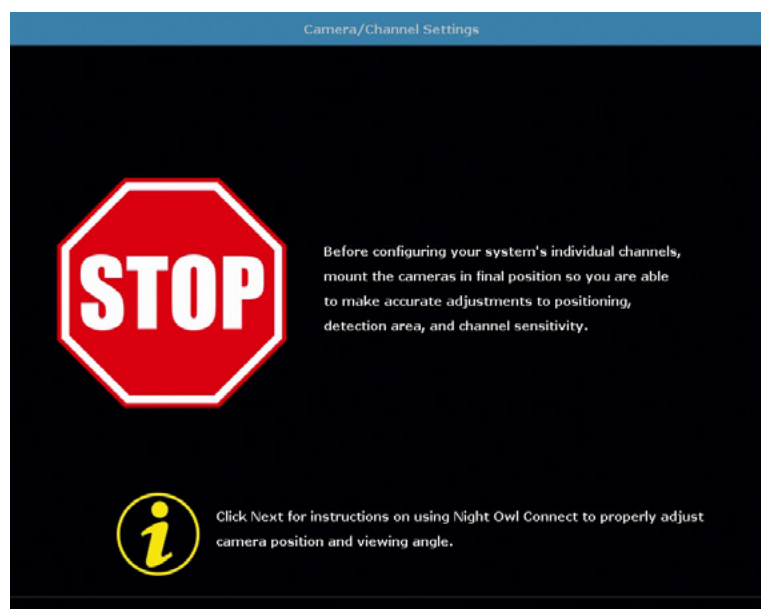 Camera/Channel Settings
STOP
Before configuring your system's individual channels,
mount the cameras in final position so you are able
to make accurate adjustments to positioning,
detection area, and channel sensitivity.
i
Click Next for instructions on using Night Owl Connect to properly adjust
camera position and viewing angle.